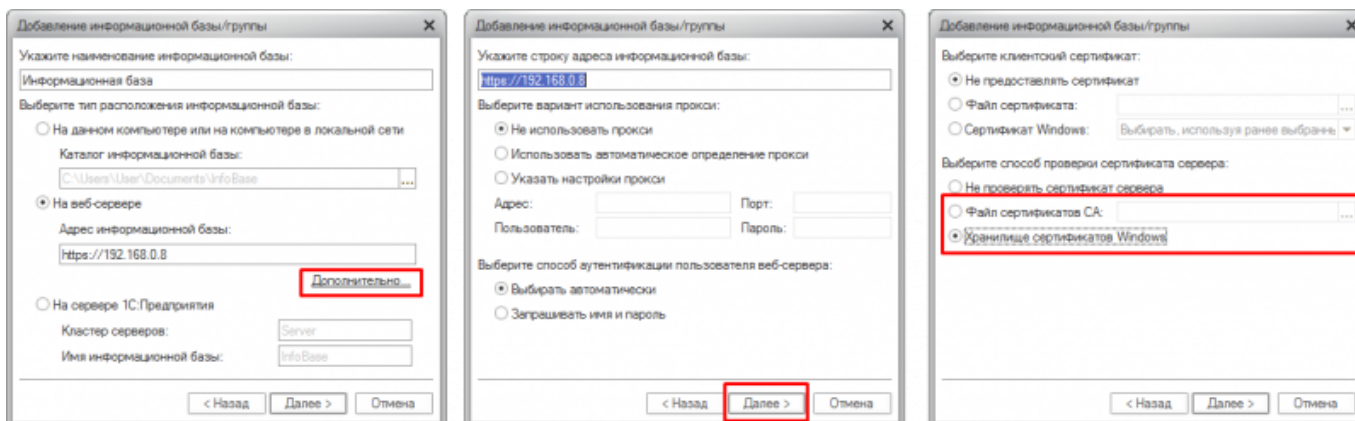 Добавление информационной базы/группы
Укажите наименование информационной базы:
Информационная база
Выберите тип расположения информационной базы:
На данном компьютере или на компьютере в локальной сети
Каталог информационной базы:
C:\Users\User\Documents\InfoBase
...
На веб-сервере
Адрес информационной базы:
https://192.168.0.8
Дополнительно...
На сервере 1С:Предприятия
Кластер серверов:
Server
Имя информационной базы:
InfoBase
< Назад
Далее >
Отмена
Добавление информационной базы/группы
Укажите строку адреса информационной базы:
https://192.168.0.8
Выберите вариант использования прокси:
Не использовать прокси
Использовать автоматическое определение прокси
Указать настройки прокси
Адрес:
Порт:
Пользователь:
Пароль:
Выберите способ аутентификации пользователя веб-сервера:
Выбирать автоматически
Запрашивать имя и пароль
< Назад
Далее >
Отмена
Добавление информационной базы/группы
Выберите клиентский сертификат:
Не предоставлять сертификат
Файл сертификата:
...
Сертификат Windows:
Выбирать, используя ранее выбранны
Выберите способ проверки сертификата сервера:
Не проверять сертификат сервера
Файл сертификатов CA:
...
Хранилище сертификатов Windows
< Назад
Далее >
Отмена